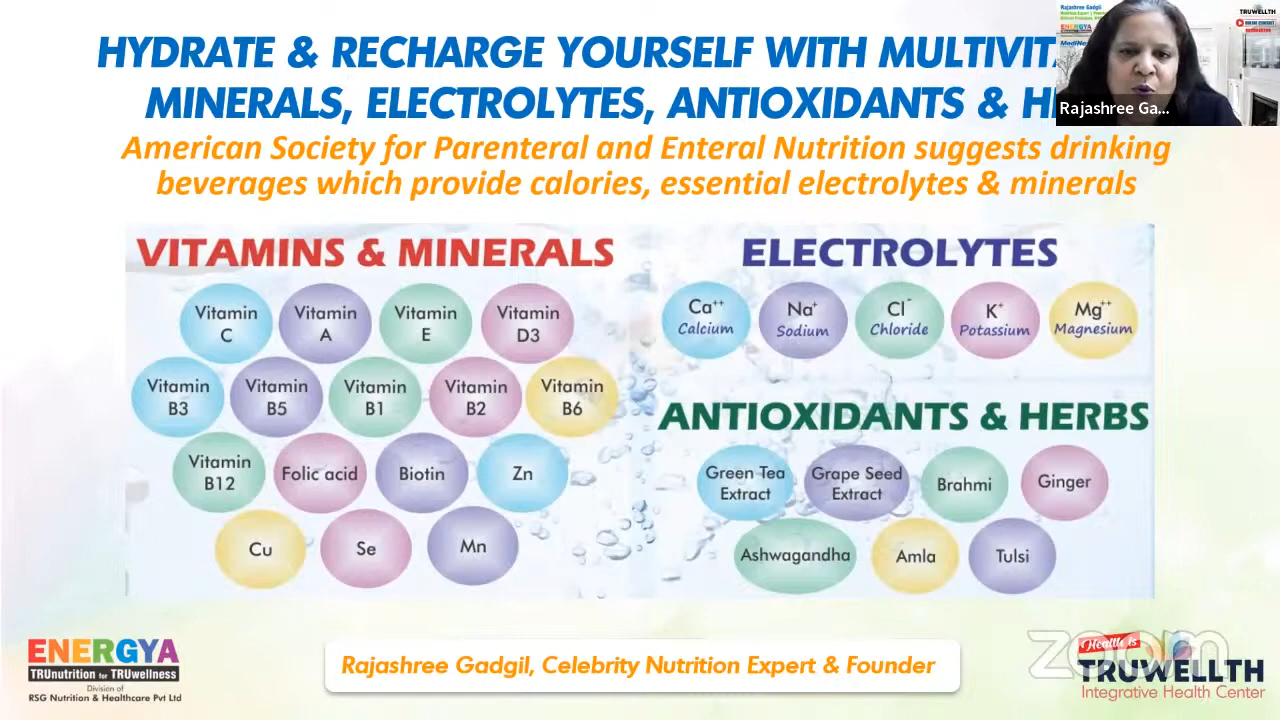 HYDRATE & RECHARGE YOURSELF WITH
MINERALS, ELECTROLYTES, ANTIOXIDANTS &
American Society for Parenteral and Enteral Nutrition suggests drinking
beverages which provide calories, essential electrolytes & minerals
Rajashree Gadgil
ENERGYA
TRUWELLTH
Rajashree Ga...
VITAMINS & MINERALS
Vitamin
C
Vitamin
A
Vitamin
E
Vitamin
D3
Vitamin
B3
Vitamin
B5
Vitamin
B1
Vitamin
B2
Vitamin
B6
Vitamin
B12
Folic acid
Biotin
Zn
Cu
Se
Mn
ELECTROLYTES
Ca++
Calcium
Na+
Sodium
Cl-
Chloride
K+
Potassium
Mg++
Magnesium
ANTIOXIDANTS & HERBS
Green Tea
Extract
Grape Seed
Extract
Brahmi
Ginger
Ashwagandha
Amla
Tulsi
ENERGYA
TRUnutrition for TRUwellness
Division of
RSG Nutrition & Healthcare Pvt Ltd
Rajashree Gadgil, Celebrity Nutrition Expert & Founder
zoom
Health is
TRUWELLTH
Integrative Health Center